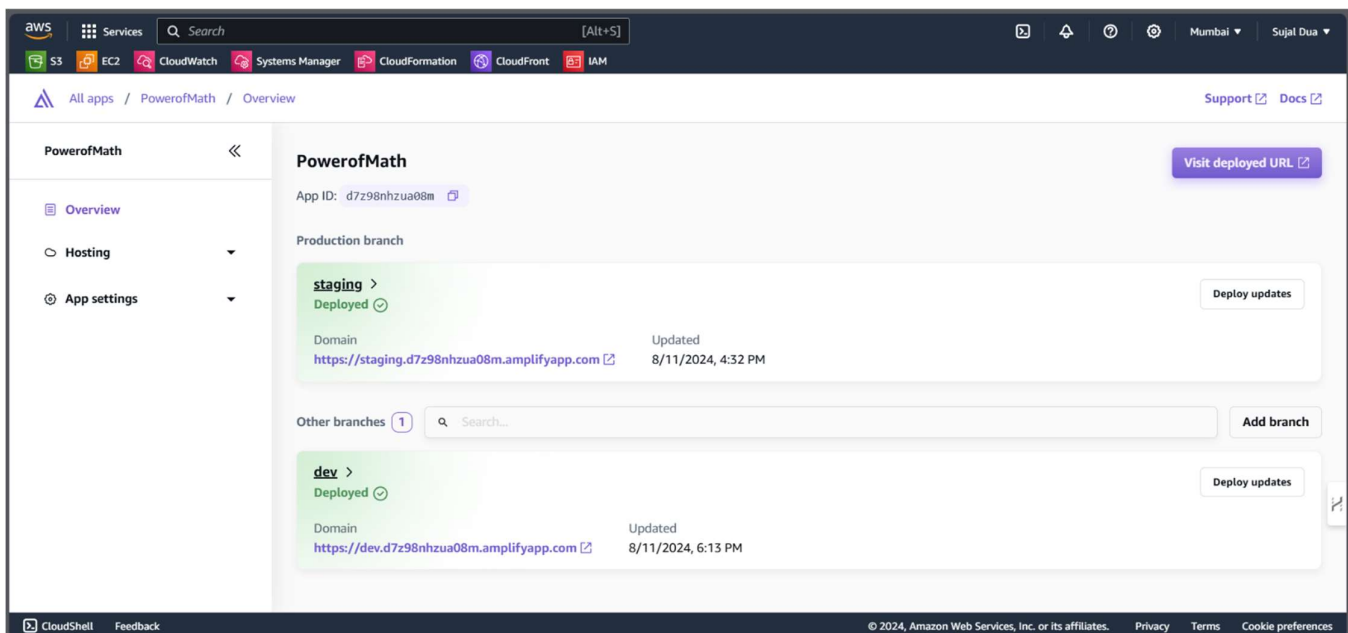 aws Services Search [Alt+S] Mumbai ▼ Sujal Dua ▼
S3 EC2 CloudWatch Systems Manager CloudFormation CloudFront IAM
All apps / PowerofMath / Overview Support Docs
PowerofMath
Overview
Hosting
App settings
PowerofMath Visit deployed URL
App ID: d7z98nhzua08m
Production branch
staging >
Deployed
Deploy updates
Domain Updated
https://staging.d7z98nhzua08m.amplifyapp.com 8/11/2024, 4:32 PM
Other branches 1 Search... Add branch
dev >
Deployed
Deploy updates
Domain Updated
https://dev.d7z98nhzua08m.amplifyapp.com 8/11/2024, 6:13 PM
CloudShell Feedback © 2024, Amazon Web Services, Inc. or its affiliates. Privacy Terms Cookie preferences